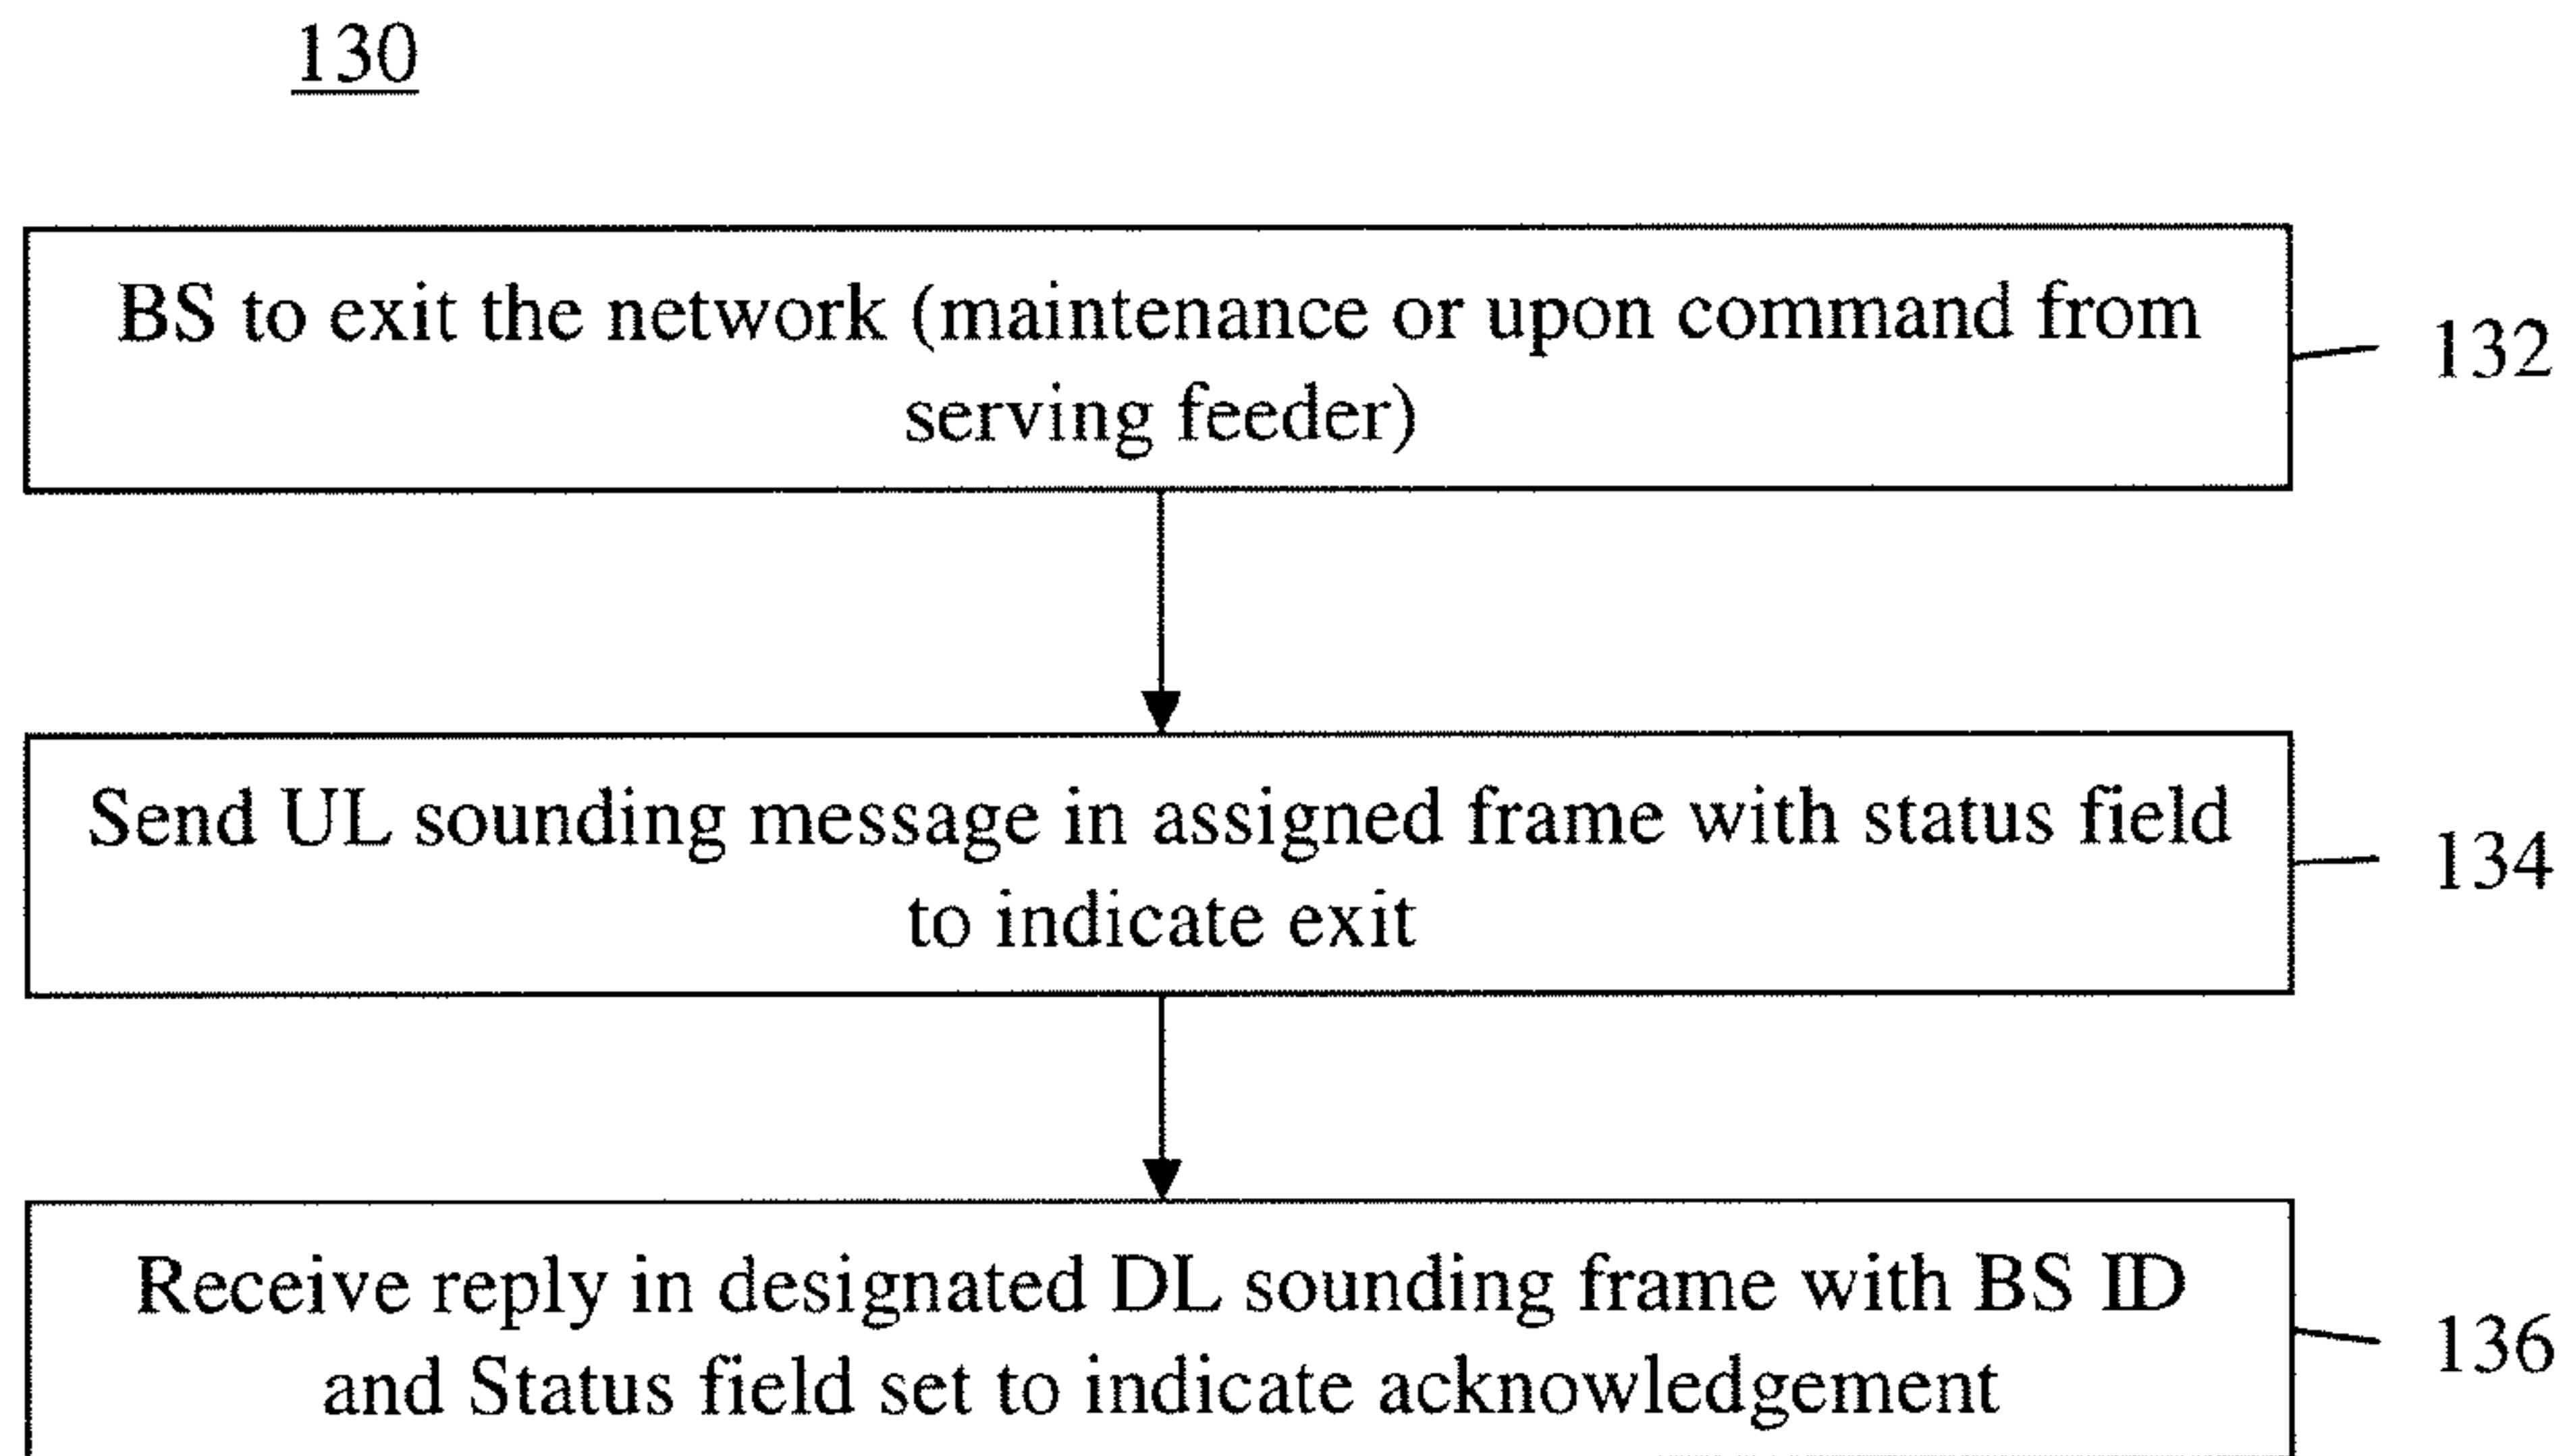 130
BS to exit the network (maintenance or upon command from
serving feeder)
132
Send UL sounding message in assigned frame with status field
to indicate exit
134
Receive reply in designated DL sounding frame with BS ID
and Status field set to indicate acknowledgement
136